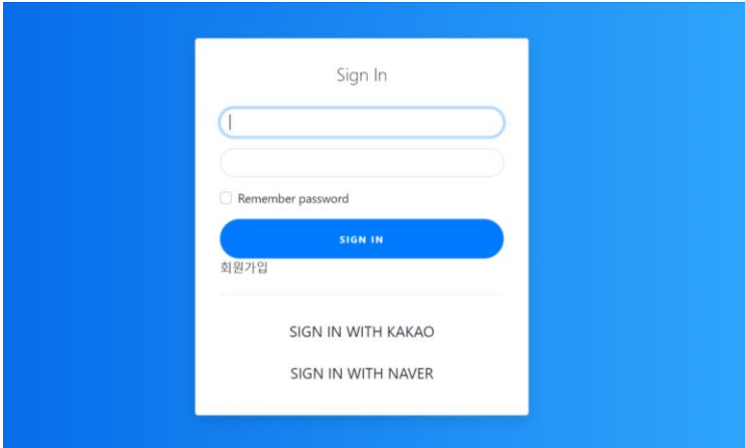 Sign In
Remember password
SIGN IN
회원가입
SIGN IN WITH KAKAO
SIGN IN WITH NAVER